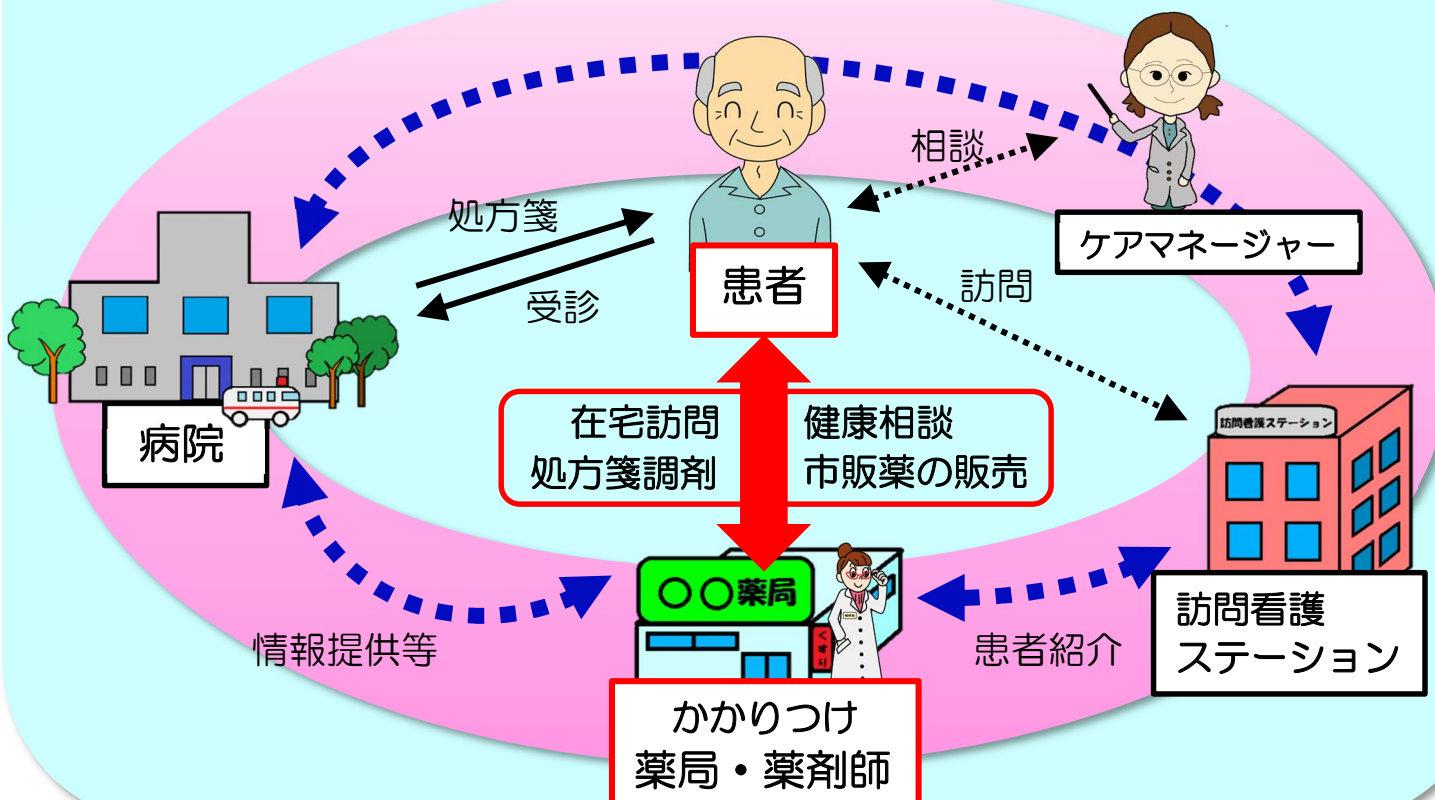 相談
処方箋
ケアマネージャー
患者
訪問
受診
在宅訪問
処方箋調剤
健康相談
市販薬の販売
病院
訪問看護ステーション
〇〇薬局
くすり
訪問看護
ステーション
情報提供等
患者紹介
かかりつけ
薬局・薬剤師